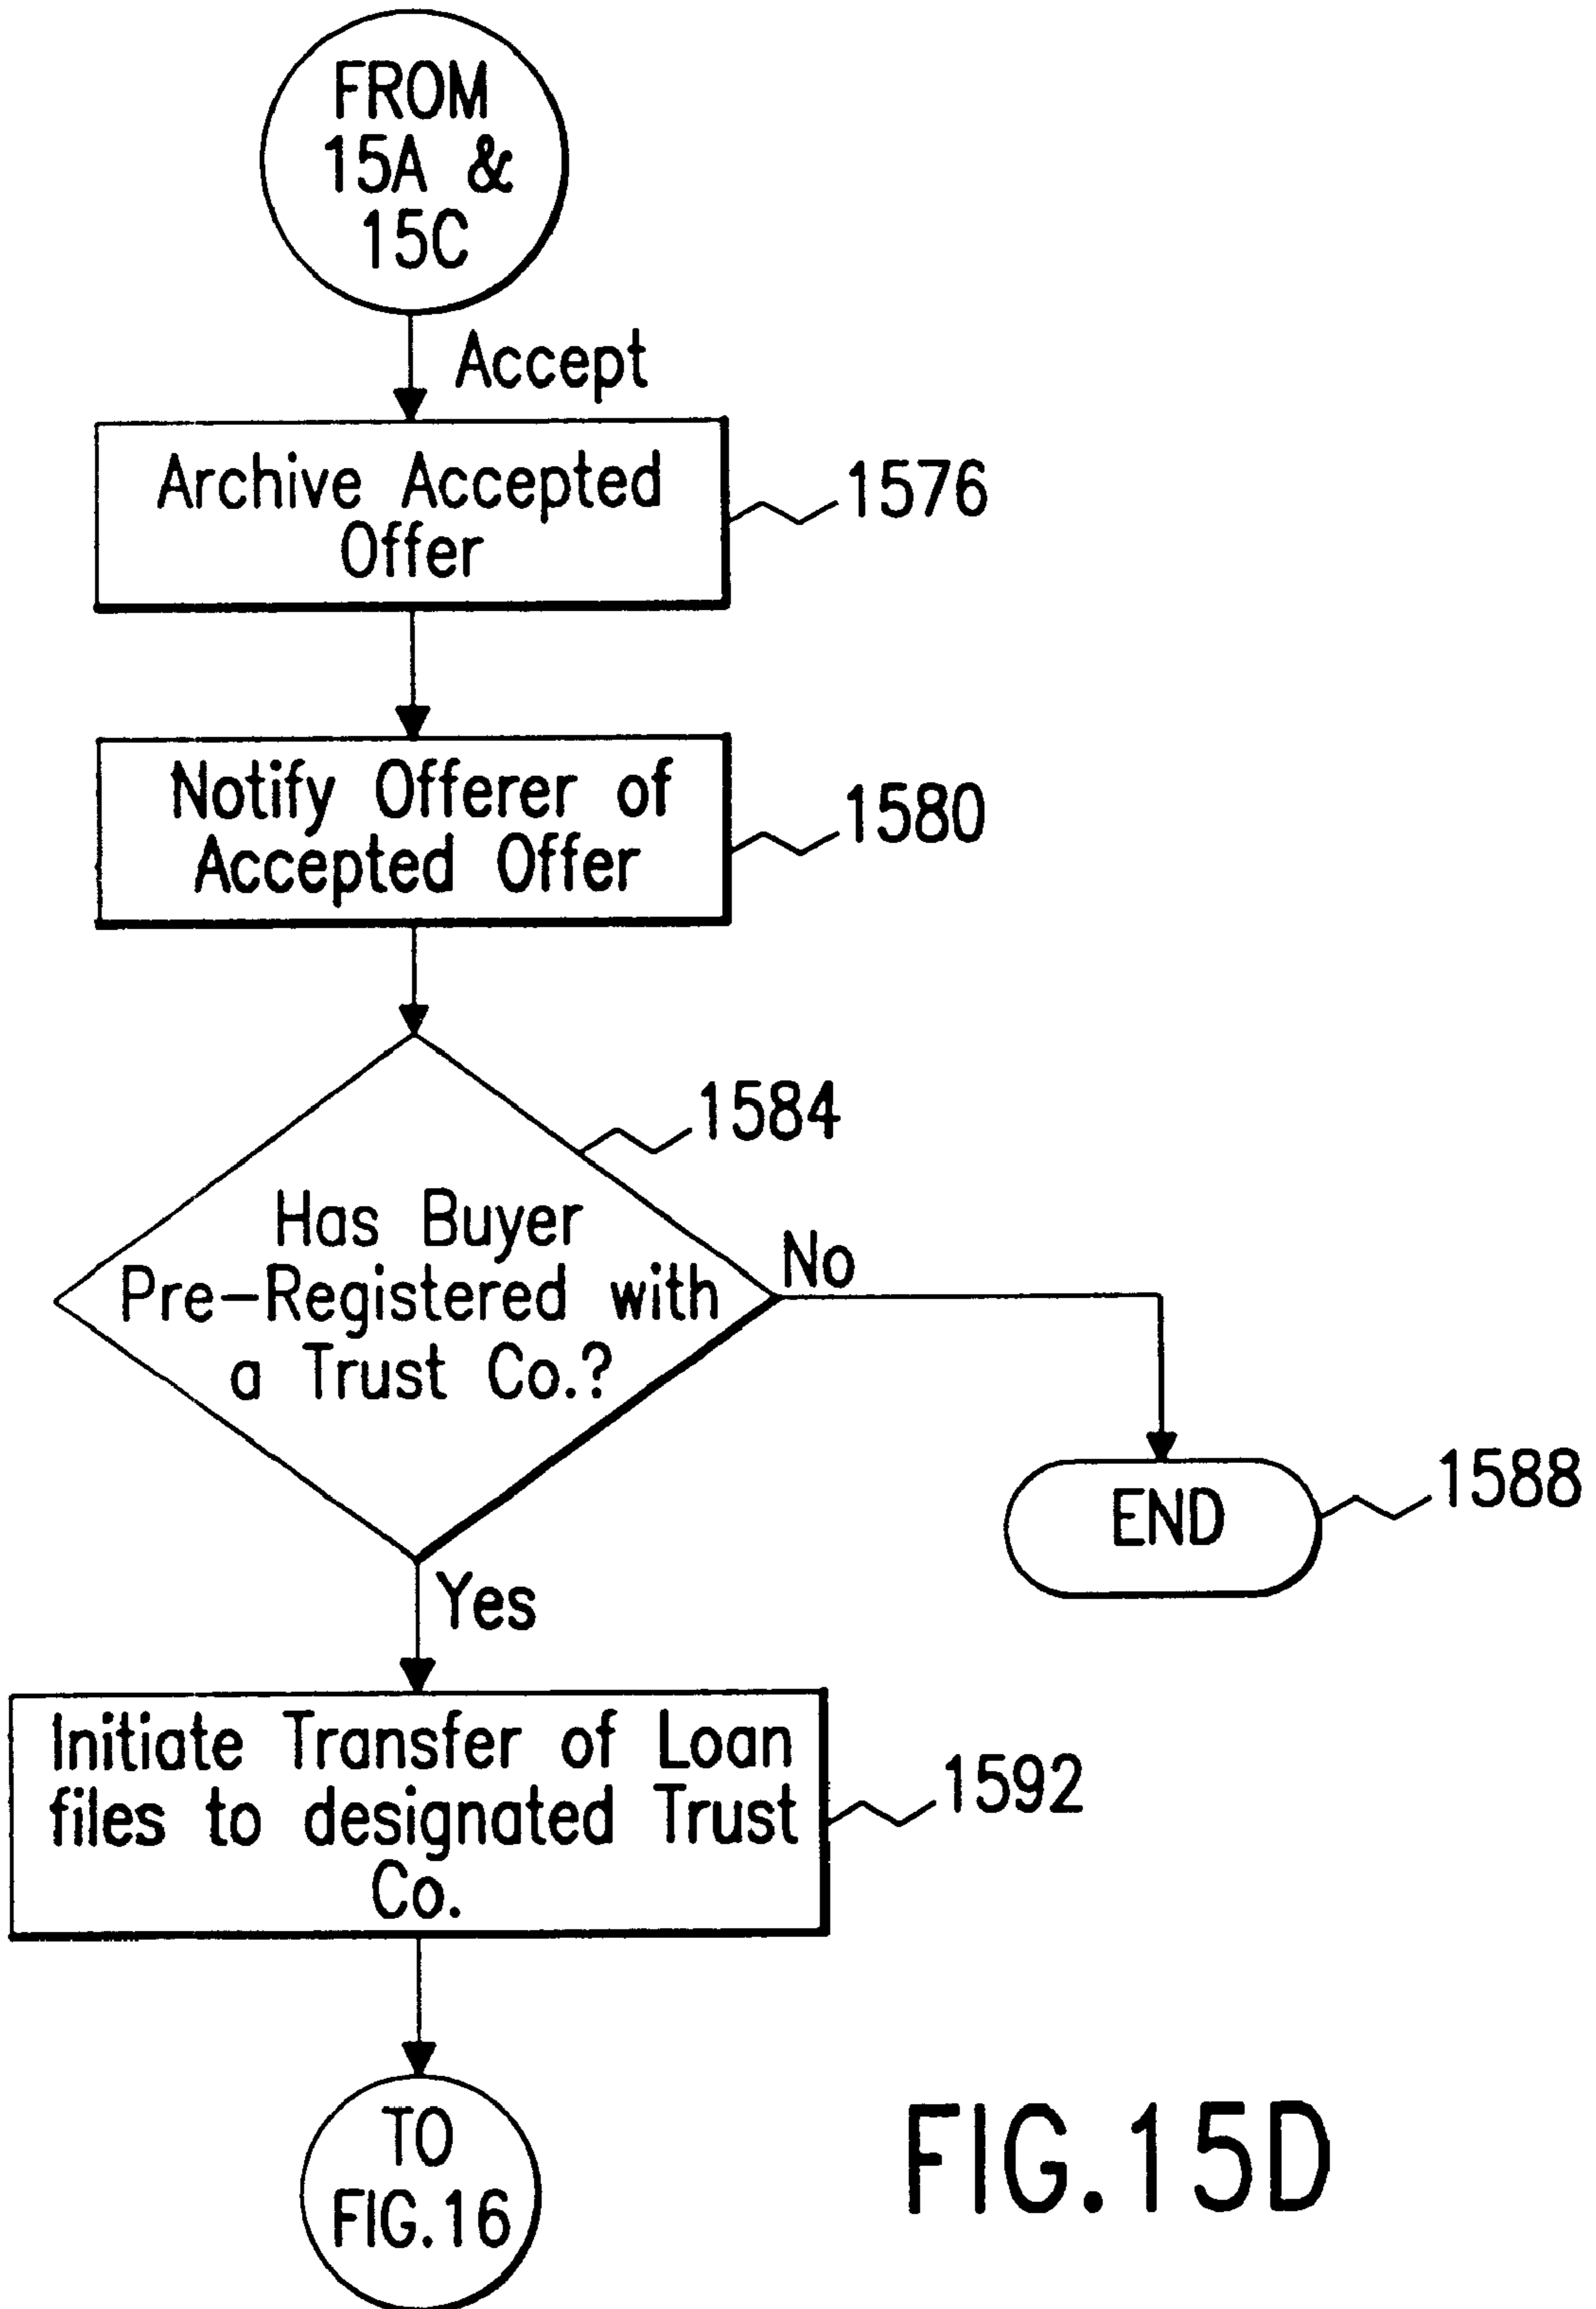 FROM
15A &
15C
Accept
Archive Accepted
Offer
1576
Notify Offerer of
Accepted Offer
1580
1584
Has Buyer
Pre-Registered with
a Trust Co.?
No
END
1588
Yes
Initiate Transfer of Loan
files to designated Trust
Co.
1592
TO
FIG.16
FIG.15D